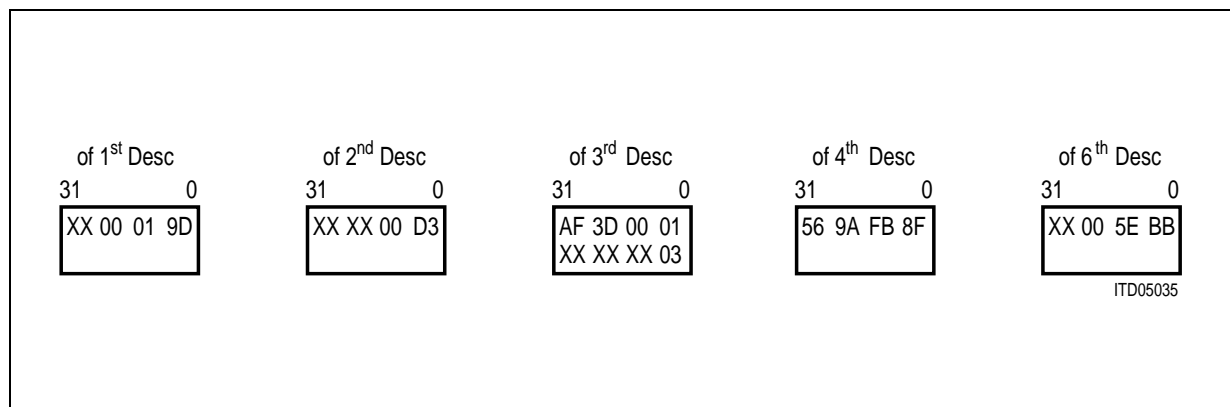 of 1st Desc
31 0
XX 00 01 9D
of 2nd Desc
31 0
XX XX 00 D3
of 3rd Desc
31 0
AF 3D 00 01
XX XX XX 03
of 4th Desc
31 0
56 9A FB 8F
of 6th Desc
31 0
XX 00 5E BB
ITD05035